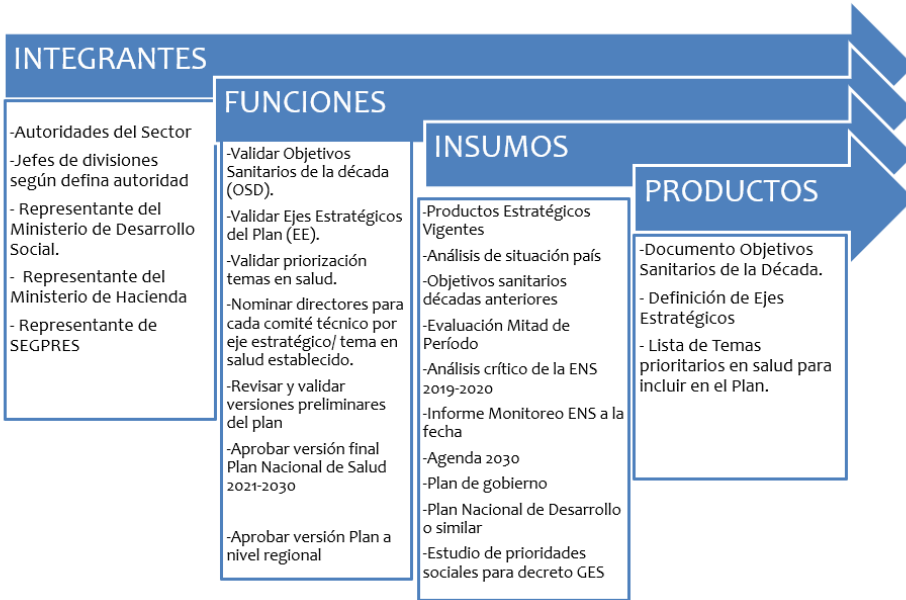 INTEGRANTES
-Autoridades del Sector
-Jefes de divisiones
según defina autoridad
- Representante del
Ministerio de Desarrollo
Social.
- Representante del
Ministerio de Hacienda
- Representante de
SEGPRES
FUNCIONES
-Validar Objetivos
Sanitarios de la década
(OSD).
-Validar Ejes Estratégicos
del Plan (EE).
-Validar priorización
temas en salud.
-Nominar directores para
cada comité técnico por
eje estratégico/ tema en
salud establecido.
-Revisar y validar
versiones preliminares
del plan
-Aprobar versión final
Plan Nacional de Salud
2021-2030
-Aprobar versión Plan a
nivel regional
INSUMOS
-Productos Estratégicos
Vigentes
-Análisis de situación país
-Objetivos sanitarios
décadas anteriores
-Evaluación Mitad de
Período
-Análisis crítico de la ENS
2019-2020
-Informe Monitoreo ENS a la
fecha
-Agenda 2030
-Plan de gobierno
-Plan Nacional de Desarrollo
o similar
-Estudio de prioridades
sociales para decreto GES
PRODUCTOS
-Documento Objetivos
Sanitarios de la Década.
- Definición de Ejes
Estratégicos
- Lista de Temas
prioritarios en salud para
incluir en el Plan.